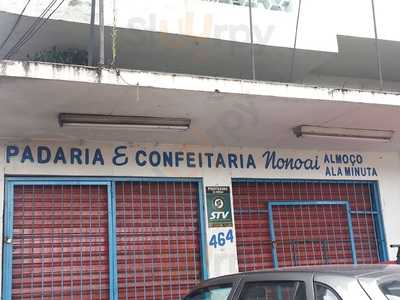 PADARIA & CONFEITARIA Nonoai ALMOÇO
ALA MINUTA
STV
464